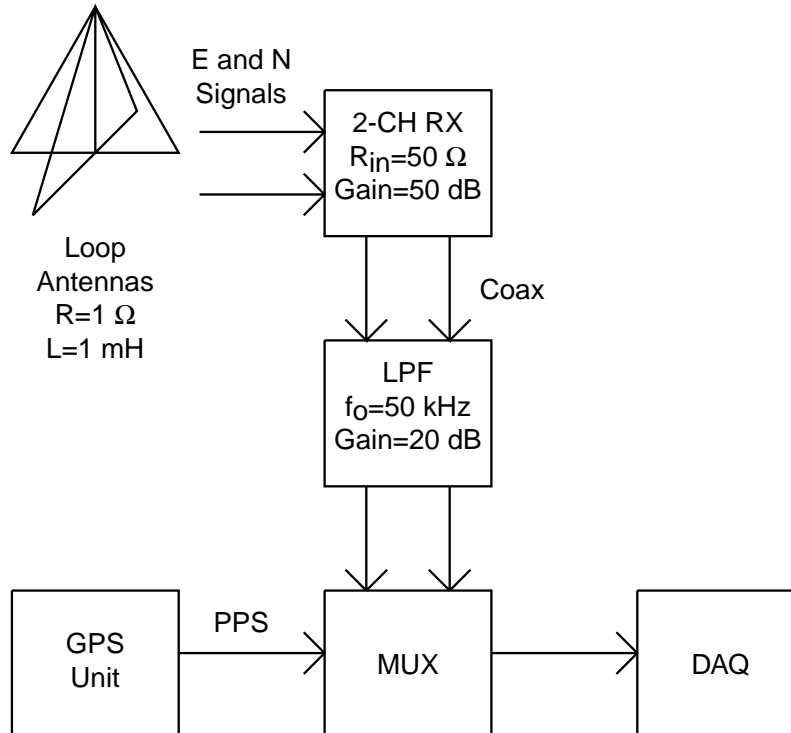 E and N
Signals
2-CH RX
Rin=50 Ω
Gain=50 dB
Loop
Antennas
R=1 Ω
L=1 mH
Coax
LPF
fo=50 kHz
Gain=20 dB
GPS
Unit
PPS
MUX
DAQ